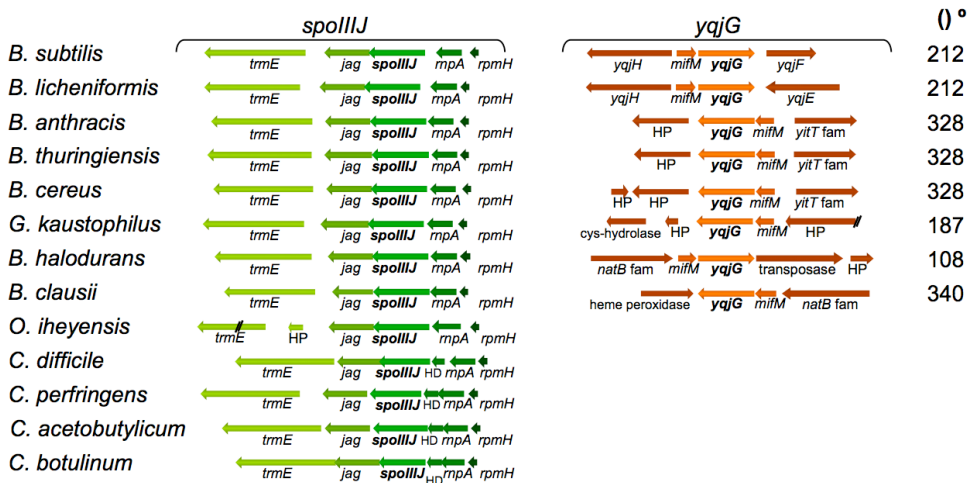 spoIIIJ yqjG () º
B. subtilis trmE jag spoIIIJ rnpA rpmH yqjH mifM yqjG yqjF 212
B. licheniformis trmE jag spoIIIJ rnpA rpmH yqjH mifM yqjG yqjE 212
B. anthracis trmE jag spoIIIJ rnpA rpmH HP yqjG mifM yitT fam 328
B. thuringiensis trmE jag spoIIIJ rnpA rpmH HP yqjG mifM yitT fam 328
B. cereus trmE jag spoIIIJ rnpA rpmH HP HP yqjG mifM yitT fam 328
G. kaustophilus trmE jag spoIIIJ rnpA rpmH cys-hydrolase HP yqjG mifM HP 187
B. halodurans trmE jag spoIIIJ rnpA rpmH natB fam mifM yqjG transposase HP 108
B. clausii trmE jag spoIIIJ rnpA rpmH heme peroxidase yqjG mifM natB fam 340
O. iheyensis trmE HP jag spoIIIJ rnpA rpmH
C. difficile trmE jag spoIIIJ HD rnpA rpmH
C. perfringens trmE jag spoIIIJ HD rnpA rpmH
C. acetobutylicum trmE jag spoIIIJ HD rnpA rpmH
C. botulinum trmE jag spoIIIJ HD rnpA rpmH